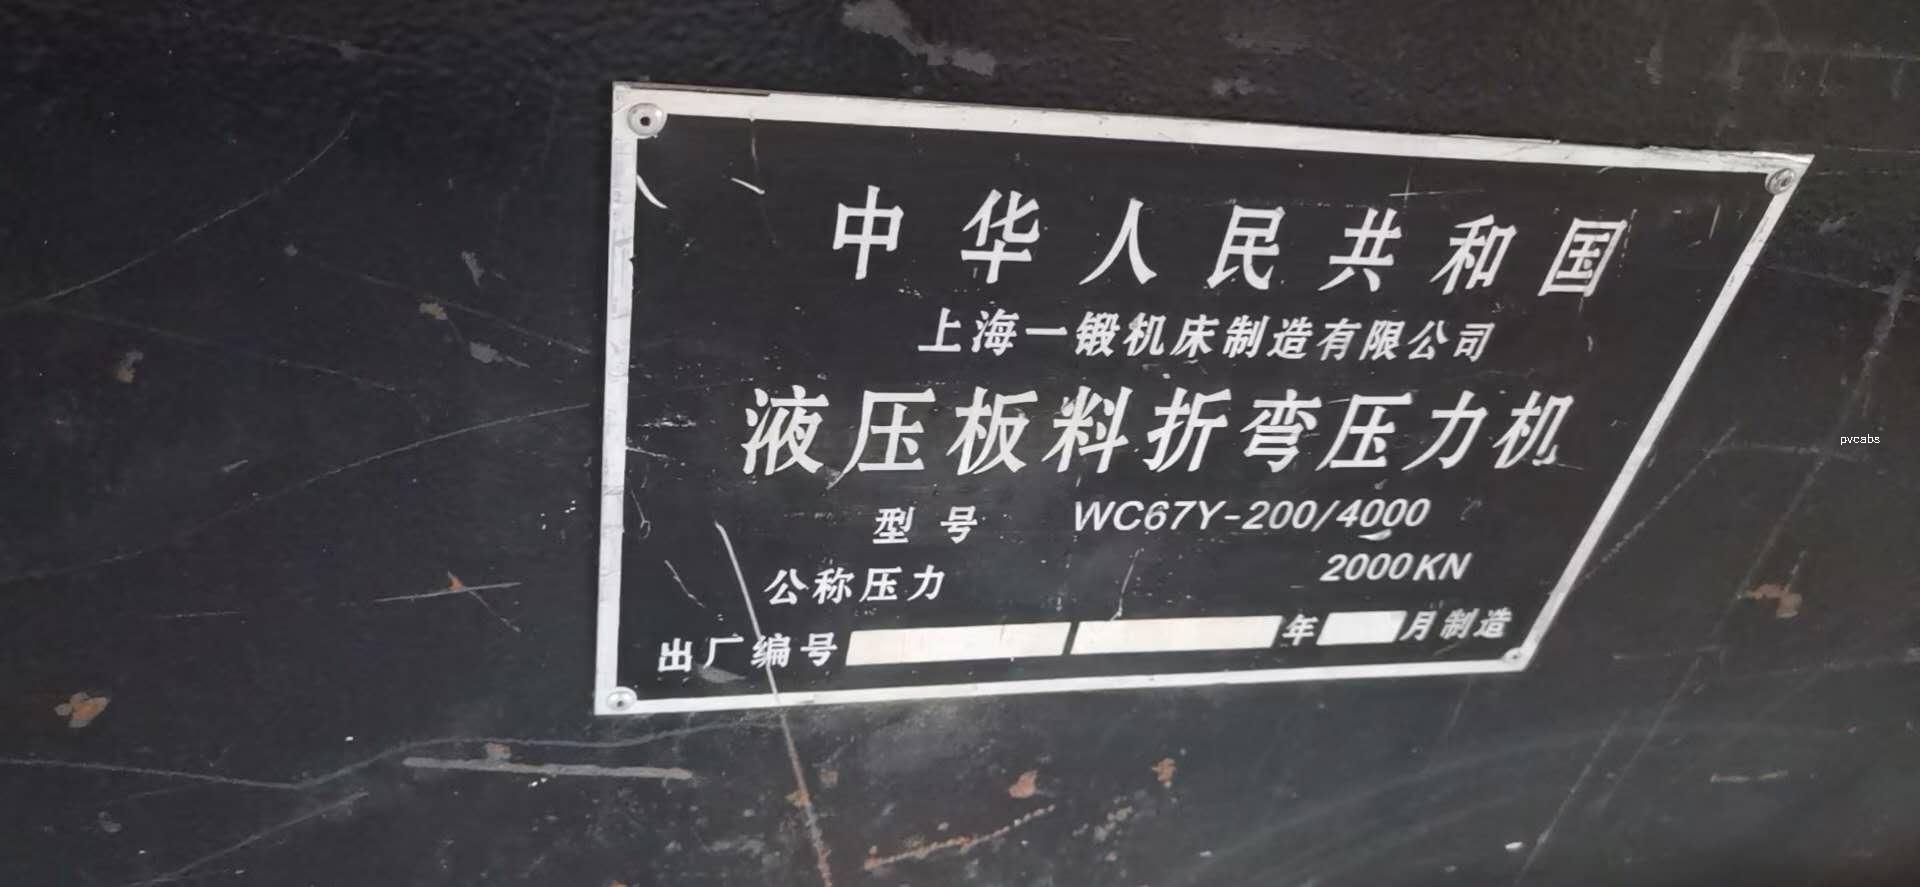 中华人民共和国
上海一锻机床制造有限公司
液压板料折弯压力机
型号 WC67Y-200/4000
公称压力 2000KN
出厂编号 年 月制造
pvcabs